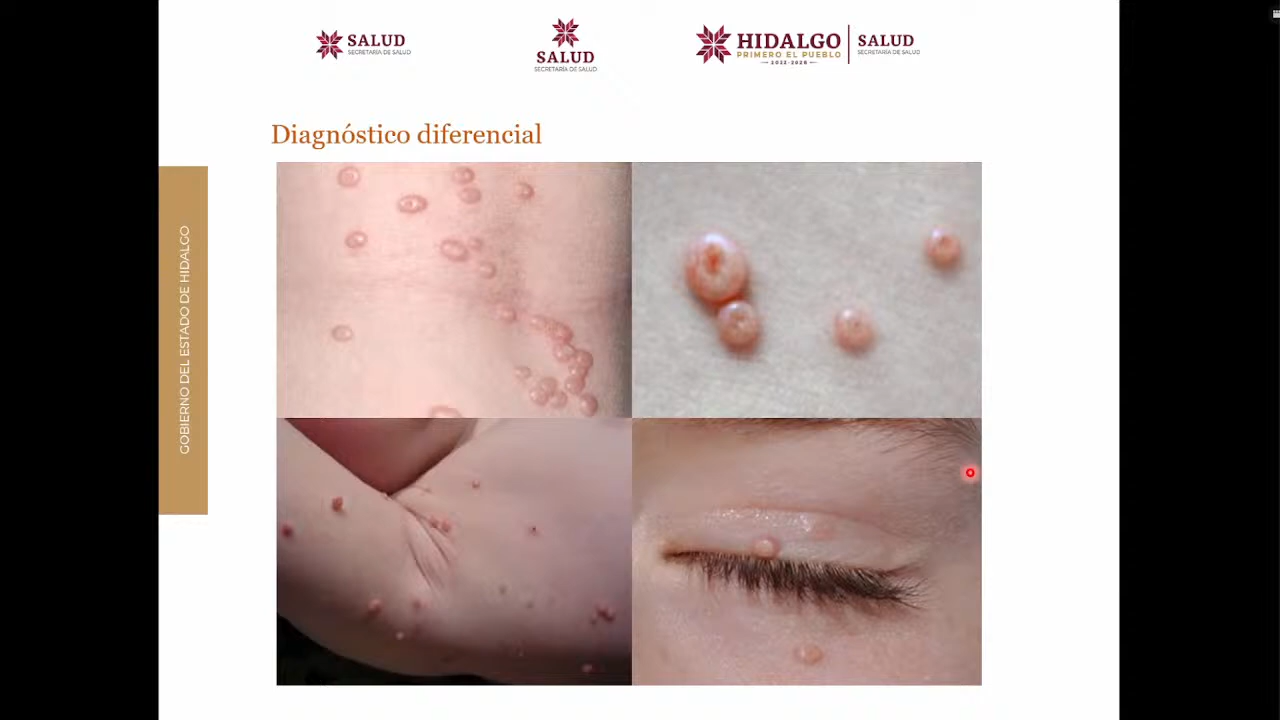 SALUD
SECRETARÍA DE SALUD
SALUD
SECRETARÍA DE SALUD
HIDALGO
PRIMERO EL PUEBLO
2022-2028
SALUD
SECRETARÍA DE SALUD
Diagnóstico diferencial
GOBIERNO DEL ESTADO DE HIDALGO